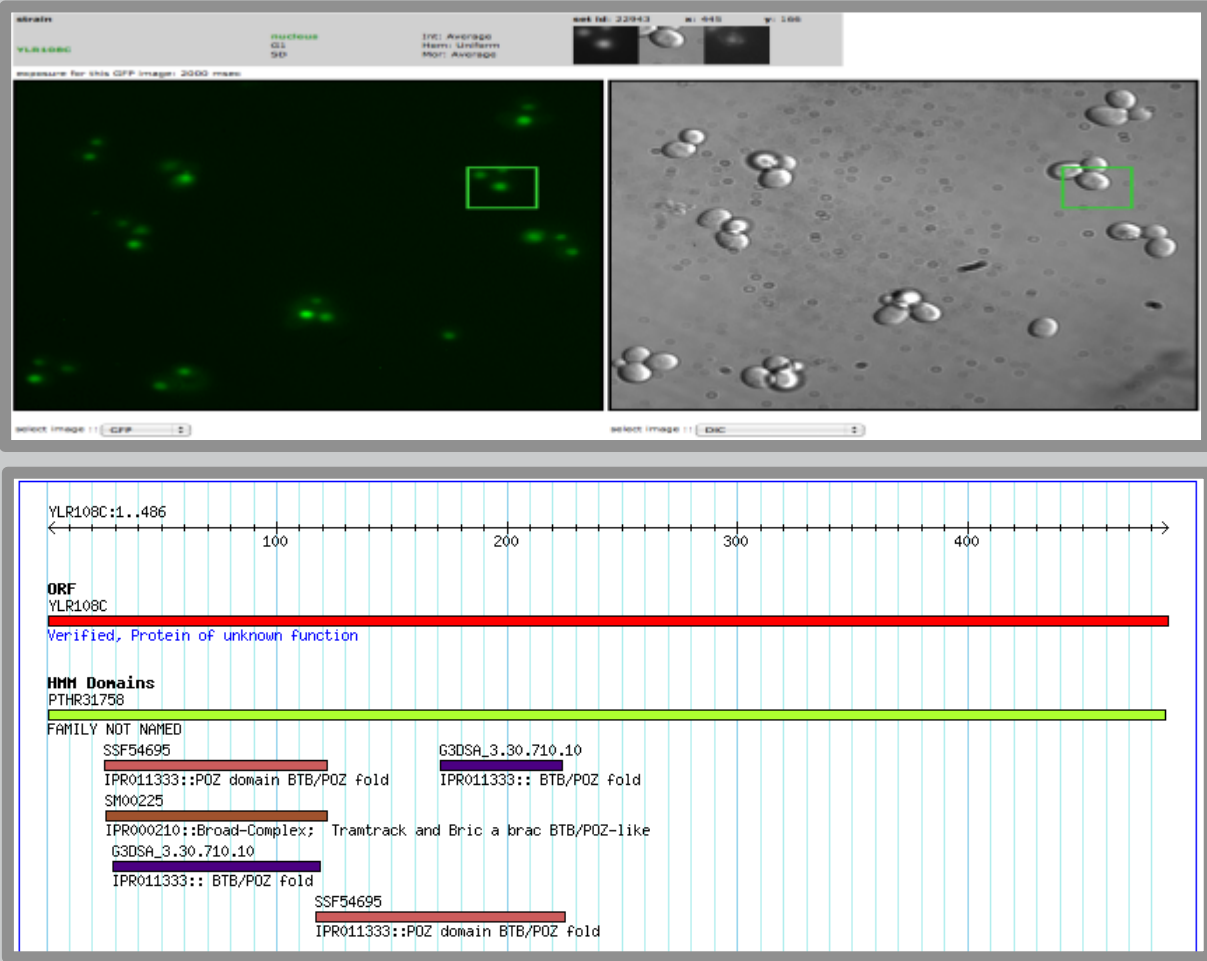 strain
set id: 22943 x: 445 y: 166
YLR108C
nucleus
G1
SD
Int: Average
Hom: Uniform
Mor: Average
exposure for this GFP image: 2000 msec
select image :: GFP
select image :: DIC
YLR108C:1..486
100 200 300 400
ORF
YLR108C
Verified, Protein of unknown function
HMM Domains
PTHR31758
FAMILY NOT NAMED
SSF54695 G3DSA_3.30.710.10
IPR011333::POZ domain BTB/POZ fold IPR011333:: BTB/POZ fold
SM00225
IPR000210::Broad-Complex; Tramtrack and Bric a brac BTB/POZ-like
G3DSA_3.30.710.10
IPR011333:: BTB/POZ fold
SSF54695
IPR011333::POZ domain BTB/POZ fold